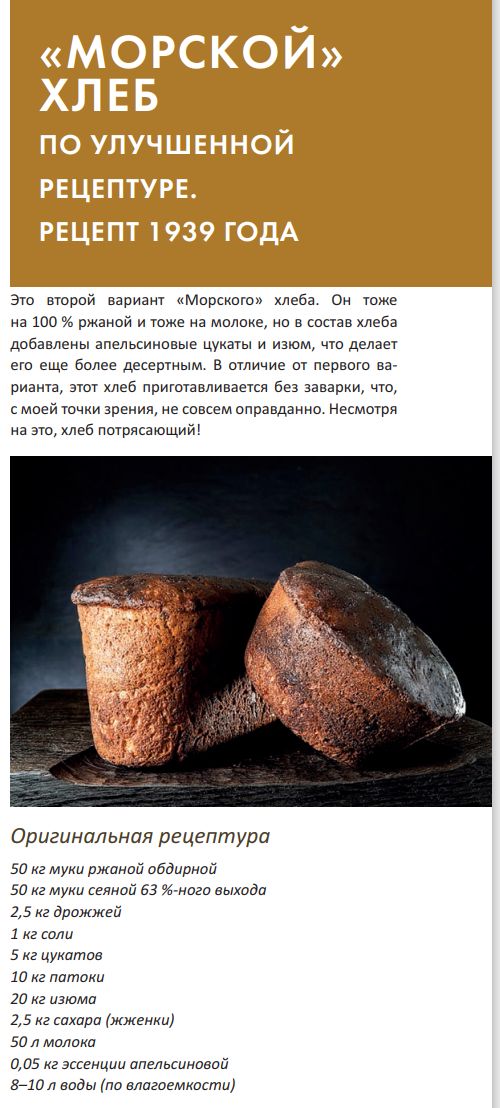 «МОРСКОЙ»
ХЛЕБ
ПО УЛУЧШЕННОЙ
РЕЦЕПТУРЕ.
РЕЦЕПТ 1939 ГОДА
Это второй вариант «Морского» хлеба. Он тоже
на 100 % ржаной и тоже на молоке, но в состав хлеба
добавлены апельсиновые цукаты и изюм, что делает
его еще более десертным. В отличие от первого ва-
рианта, этот хлеб приготавливается без заварки, что,
с моей точки зрения, не совсем оправданно. Несмотря
на это, хлеб потрясающий!
Оригинальная рецептура
50 кг муки ржаной обдирной
50 кг муки сеяной 63 %-ного выхода
2,5 кг дрожжей
1 кг соли
5 кг цукатов
10 кг патоки
20 кг изюма
2,5 кг сахара (жженки)
50 л молока
0,05 кг эссенции апельсиновой
8–10 л воды (по влагоемкости)